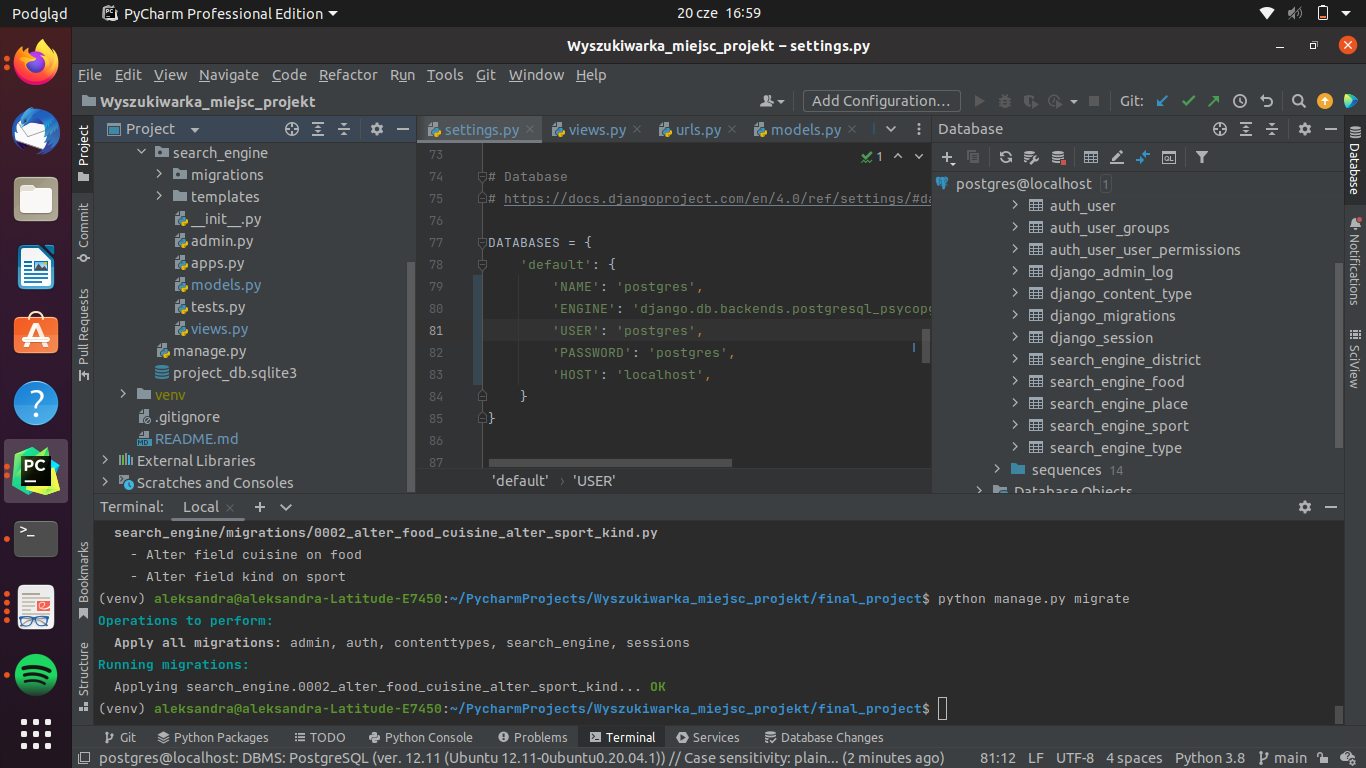 Podgląd
PyCharm Professional Edition
20 cze 16:59
Wyszukiwarka_miejsc_projekt – settings.py
File Edit View Navigate Code Refactor Run Tools Git Window Help
Wyszukiwarka_miejsc_projekt
Add Configuration...
Git:
Project
settings.py
views.py
urls.py
models.py
Database
Project
Commit
Pull Requests
Bookmarks
Structure
search_engine
migrations
templates
__init__.py
admin.py
apps.py
models.py
tests.py
views.py
manage.py
project_db.sqlite3
venv
.gitignore
README.md
External Libraries
Scratches and Consoles
1
73
74 # Database
75 # https://docs.djangoproject.com/en/4.0/ref/settings/#da
76
77 DATABASES = {
78 'default': {
79 'NAME': 'postgres',
80 'ENGINE': 'django.db.backends.postgresql_psycopg
81 'USER': 'postgres',
82 'PASSWORD': 'postgres',
83 'HOST': 'localhost',
84 }
85 }
86
87
'default' › 'USER'
postgres@localhost 1
auth_user
auth_user_groups
auth_user_user_permissions
django_admin_log
django_content_type
django_migrations
django_session
search_engine_district
search_engine_food
search_engine_place
search_engine_sport
search_engine_type
sequences 14
Database Objects
Database
Notifications
SciView
Terminal: Local
search_engine/migrations/0002_alter_food_cuisine_alter_sport_kind.py
- Alter field cuisine on food
- Alter field kind on sport
(venv) aleksandra@aleksandra-Latitude-E7450:~/PycharmProjects/Wyszukiwarka_miejsc_projekt/final_project$ python manage.py migrate
Operations to perform:
Apply all migrations: admin, auth, contenttypes, search_engine, sessions
Running migrations:
Applying search_engine.0002_alter_food_cuisine_alter_sport_kind... OK
(venv) aleksandra@aleksandra-Latitude-E7450:~/PycharmProjects/Wyszukiwarka_miejsc_projekt/final_project$
Git Python Packages TODO Python Console Problems Terminal Services Database Changes
postgres@localhost: DBMS: PostgreSQL (ver. 12.11 (Ubuntu 12.11-0ubuntu0.20.04.1)) // Case sensitivity: plain... (2 minutes ago) 81:12 LF UTF-8 4 spaces Python 3.8 main